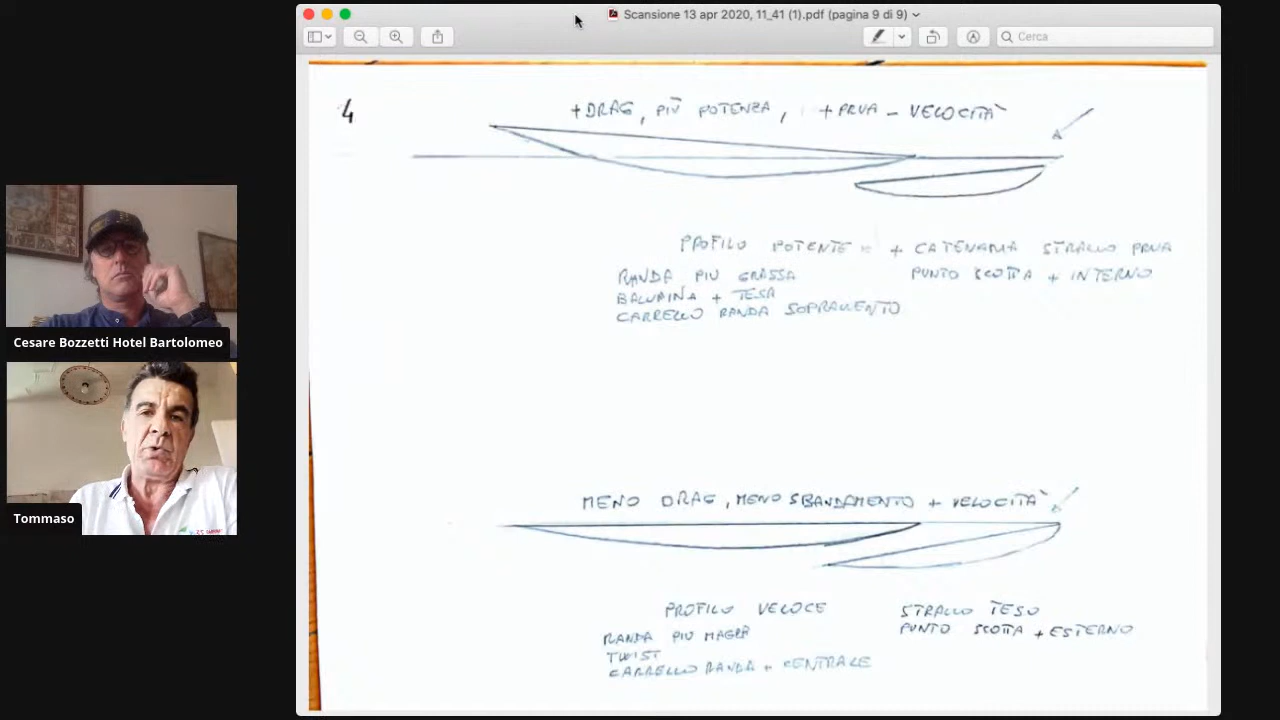 Scansione 13 apr 2020, 11_41 (1).pdf (pagina 9 di 9)
Cerca
4
+ DRAG, PIÙ POTENZA, + PRUA - VELOCITÀ
PROFILO POTENTE
RANDA PIU GRASSA
BALUMINA + TESA
CARRELLO RANDA SOPRAVENTO
+ CATENARIA STRALLO PRUA
PUNTO SCOTTA + INTERNO
Cesare Bozzetti Hotel Bartolomeo
Tommaso
MENO DRAG, MENO SBANDAMENTO + VELOCITÀ
PROFILO VELOCE
RANDA PIU MAGRA
TWIST
CARRELLO RANDA + CENTRALE
STRALLO TESO
PUNTO SCOTTA + ESTERNO